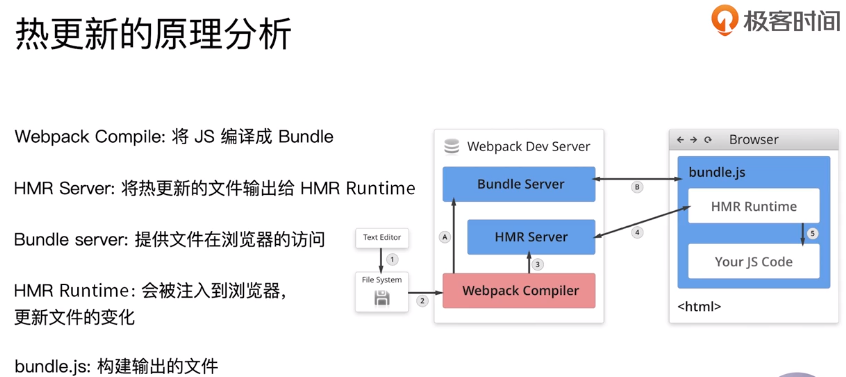 热更新的原理分析
极客时间
Webpack Compile: 将 JS 编译成 Bundle
HMR Server: 将热更新的文件输出给 HMR Runtime
Bundle server: 提供文件在浏览器的访问
HMR Runtime: 会被注入到浏览器，
更新文件的变化
bundle.js: 构建输出的文件
Text Editor
1
File System
2
Webpack Dev Server
Bundle Server
A
HMR Server
3
Webpack Compiler
B
4
Browser
bundle.js
HMR Runtime
5
Your JS Code
<html>